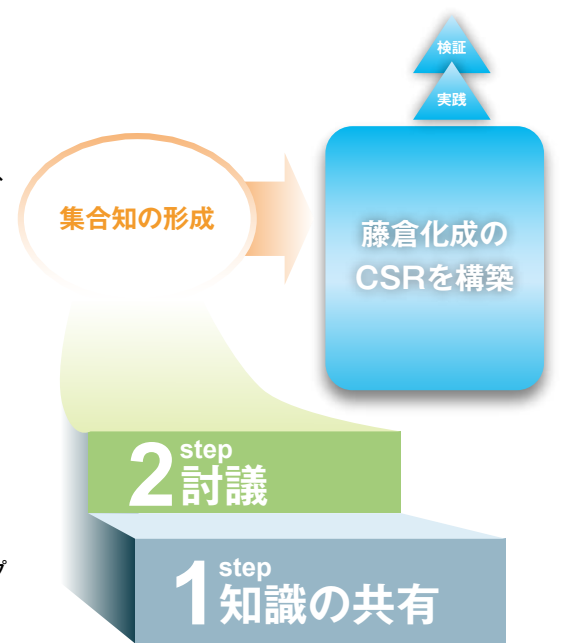 検証
実践
集合知の形成
藤倉化成の
CSRを構築
2 step
討議
1 step
知識の共有
プ